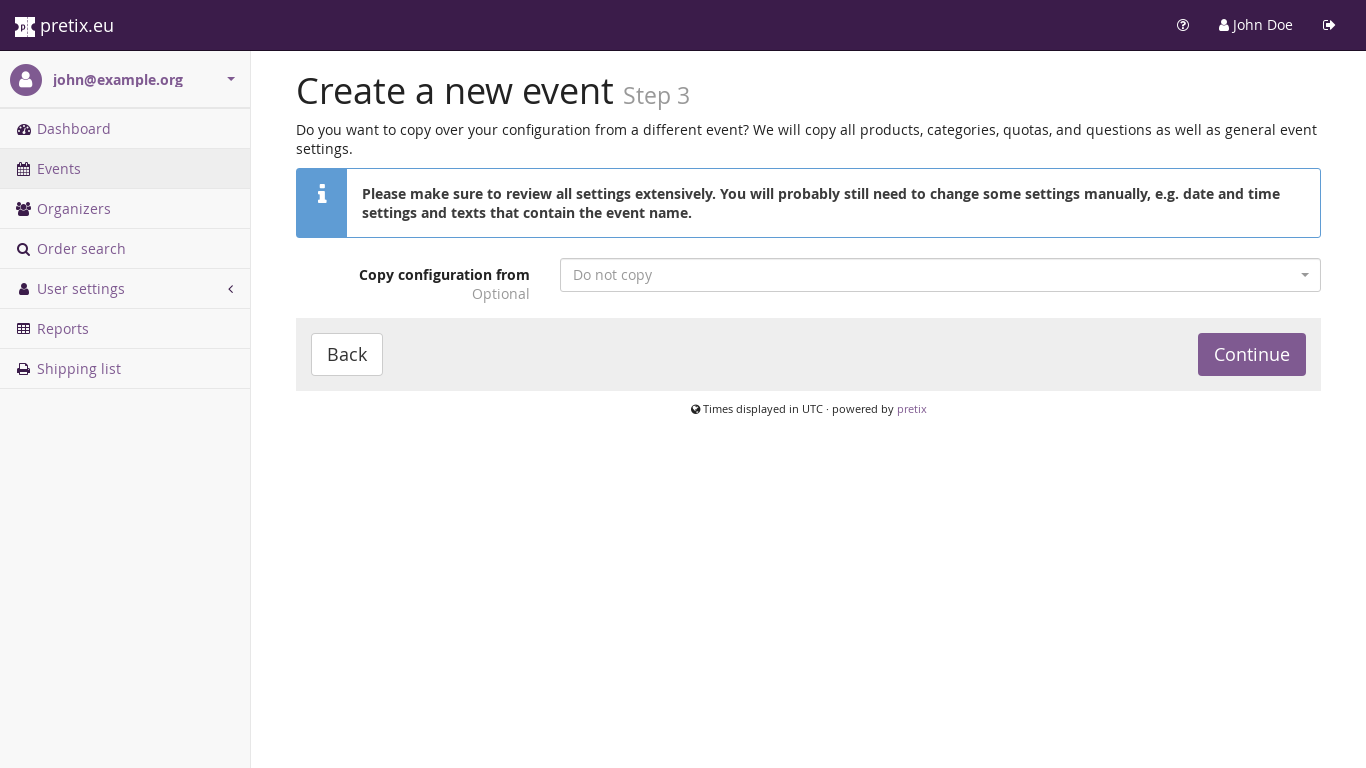 pretix.eu
John Doe
john@example.org
Dashboard
Events
Organizers
Order search
User settings
Reports
Shipping list
Create a new event Step 3
Do you want to copy over your configuration from a different event? We will copy all products, categories, quotas, and questions as well as general event
settings.
Please make sure to review all settings extensively. You will probably still need to change some settings manually, e.g. date and time
settings and texts that contain the event name.
Copy configuration from
Optional
Do not copy
Back
Continue
Times displayed in UTC · powered by pretix